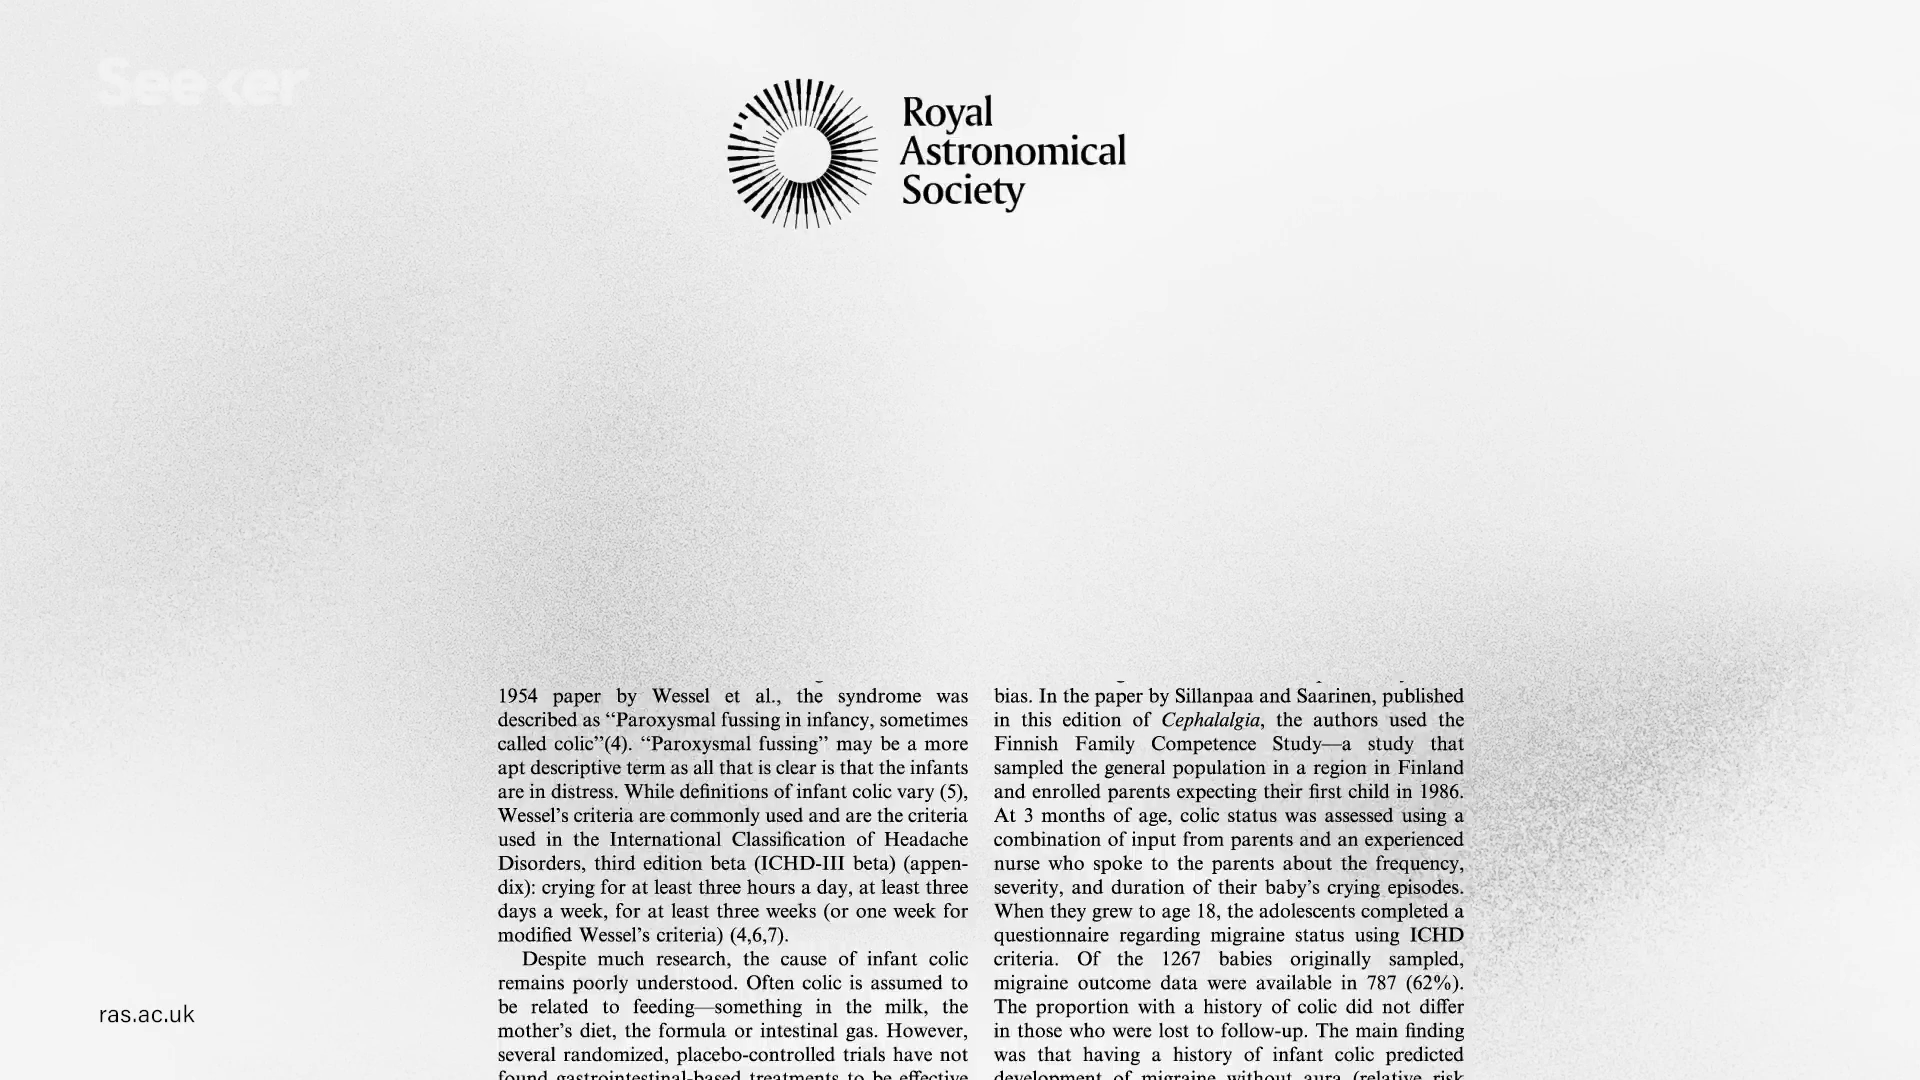 Seeker
Royal
Astronomical
Society
1954 paper by Wessel et al., the syndrome was
described as “Paroxysmal fussing in infancy, sometimes
called colic”(4). “Paroxysmal fussing” may be a more
apt descriptive term as all that is clear is that the infants
are in distress. While definitions of infant colic vary (5),
Wessel’s criteria are commonly used and are the criteria
used in the International Classification of Headache
Disorders, third edition beta (ICHD-III beta) (appen-
dix): crying for at least three hours a day, at least three
days a week, for at least three weeks (or one week for
modified Wessel’s criteria) (4,6,7).
Despite much research, the cause of infant colic
remains poorly understood. Often colic is assumed to
be related to feeding—something in the milk, the
mother’s diet, the formula or intestinal gas. However,
several randomized, placebo-controlled trials have not
found gastrointestinal-based treatments to be effective
bias. In the paper by Sillanpaa and Saarinen, published
in this edition of Cephalalgia, the authors used the
Finnish Family Competence Study—a study that
sampled the general population in a region in Finland
and enrolled parents expecting their first child in 1986.
At 3 months of age, colic status was assessed using a
combination of input from parents and an experienced
nurse who spoke to the parents about the frequency,
severity, and duration of their baby’s crying episodes.
When they grew to age 18, the adolescents completed a
questionnaire regarding migraine status using ICHD
criteria. Of the 1267 babies originally sampled,
migraine outcome data were available in 787 (62%).
The proportion with a history of colic did not differ
in those who were lost to follow-up. The main finding
was that having a history of infant colic predicted
development of migraine without aura (relative risk
ras.ac.uk